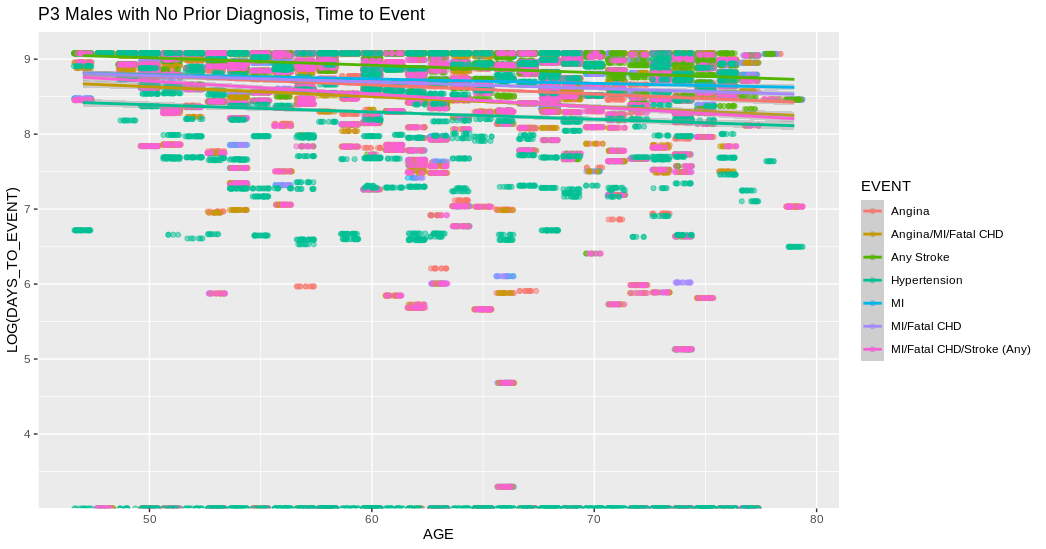 P3 Males with No Prior Diagnosis, Time to Event
LOG(DAYS_TO_EVENT)
9
8
7
6
5
4
50
60
70
80
AGE
EVENT
Angina
Angina/MI/Fatal CHD
Any Stroke
Hypertension
MI
MI/Fatal CHD
MI/Fatal CHD/Stroke (Any)